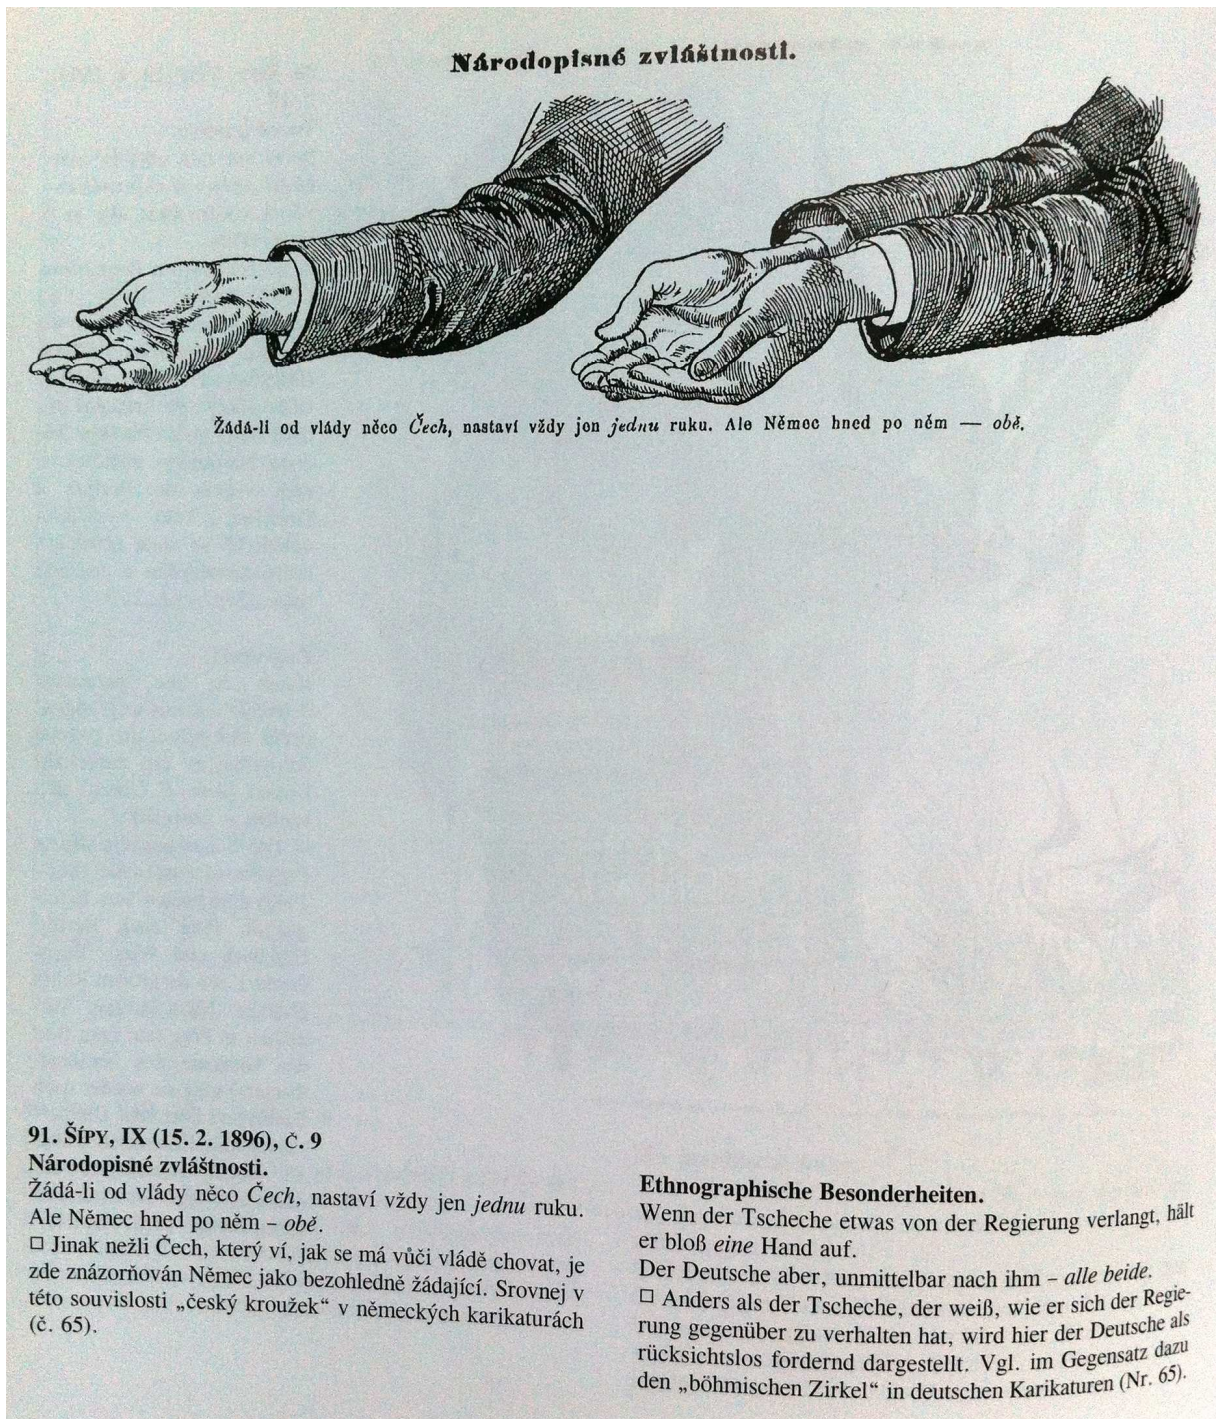 Národopisné zvláštnosti.
Žádá-li od vlády něco Čech, nastaví vždy jen jednu ruku. Ale Němec hned po něm — obě.
91. ŠÍPY, IX (15. 2. 1896), Č. 9
Národopisné zvláštnosti.
Žádá-li od vlády něco Čech, nastaví vždy jen jednu ruku.
Ale Němec hned po něm – obě.
□ Jinak nežli Čech, který ví, jak se má vůči vládě chovat, je
zde znázorňován Němec jako bezohledně žádající. Srovnej v
této souvislosti „český kroužek“ v německých karikaturách
(č. 65).
Ethnographische Besonderheiten.
Wenn der Tscheche etwas von der Regierung verlangt, hält
er bloß eine Hand auf.
Der Deutsche aber, unmittelbar nach ihm – alle beide.
□ Anders als der Tscheche, der weiß, wie er sich der Regie-
rung gegenüber zu verhalten hat, wird hier der Deutsche als
rücksichtslos fordernd dargestellt. Vgl. im Gegensatz dazu
den „böhmischen Zirkel“ in deutschen Karikaturen (Nr. 65).